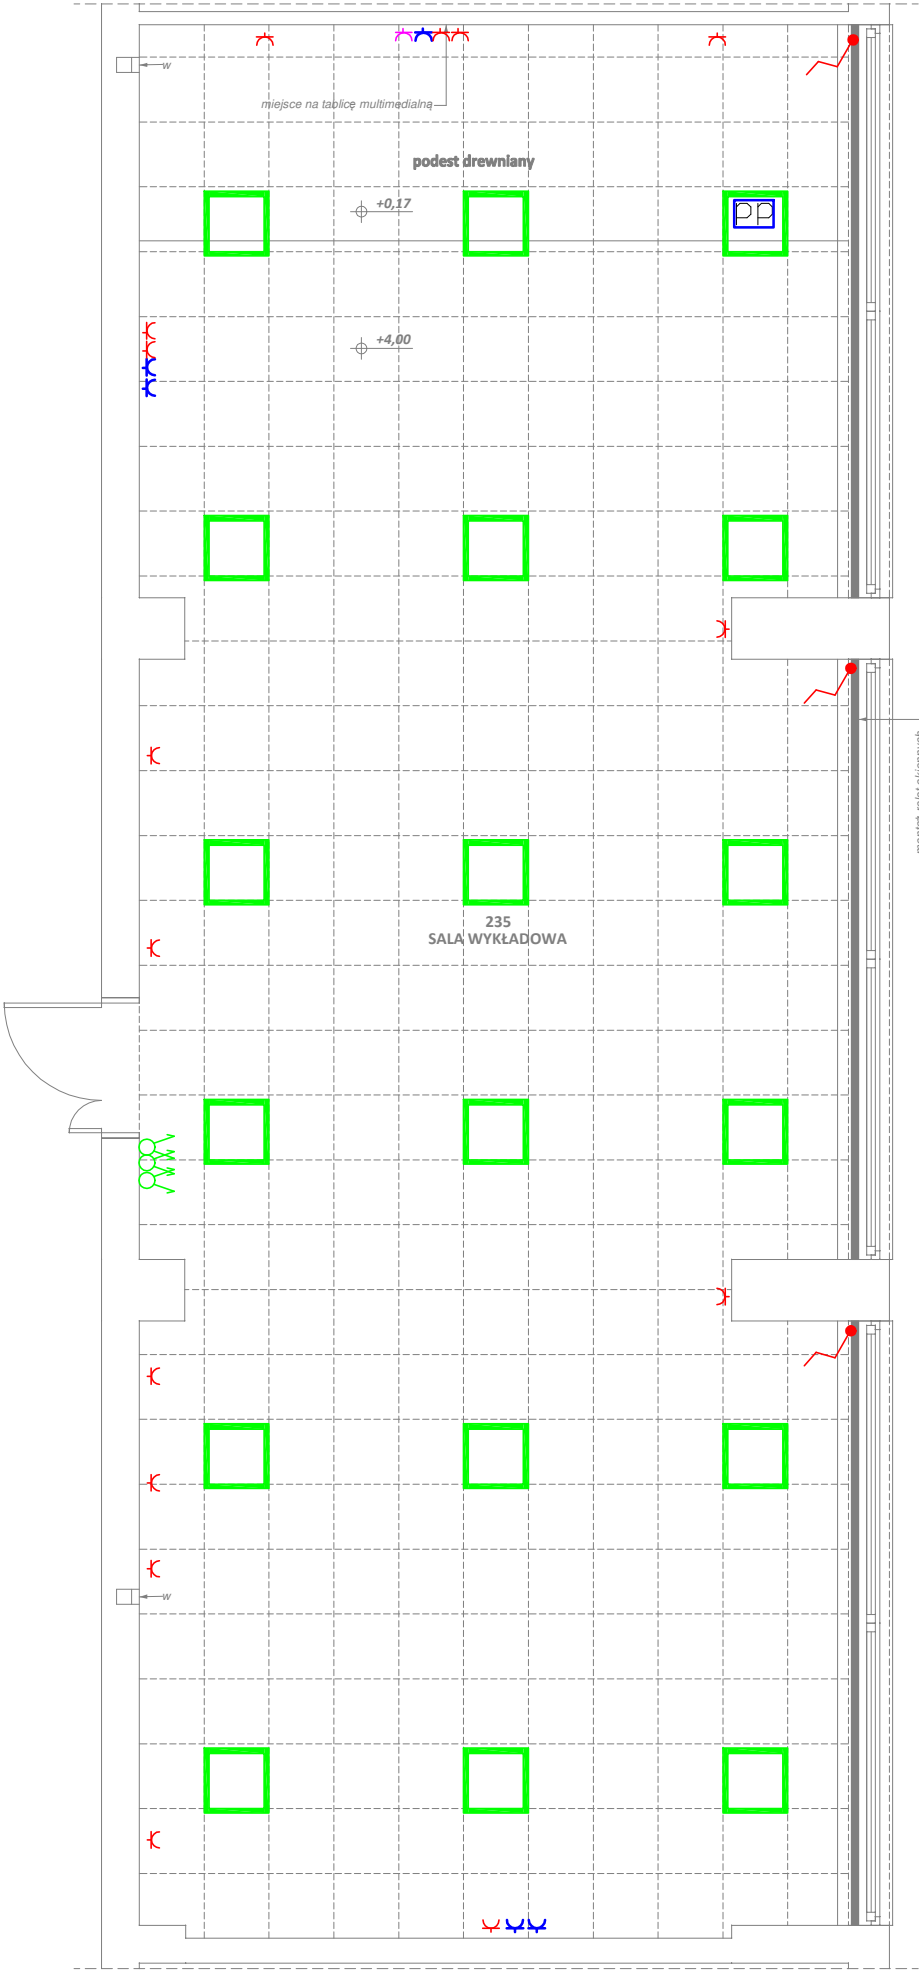 w
miejsce na tablicę multimedialną
podest drewniany
+0,17
PP
+4,00
235
SALA WYKŁADOWA
w